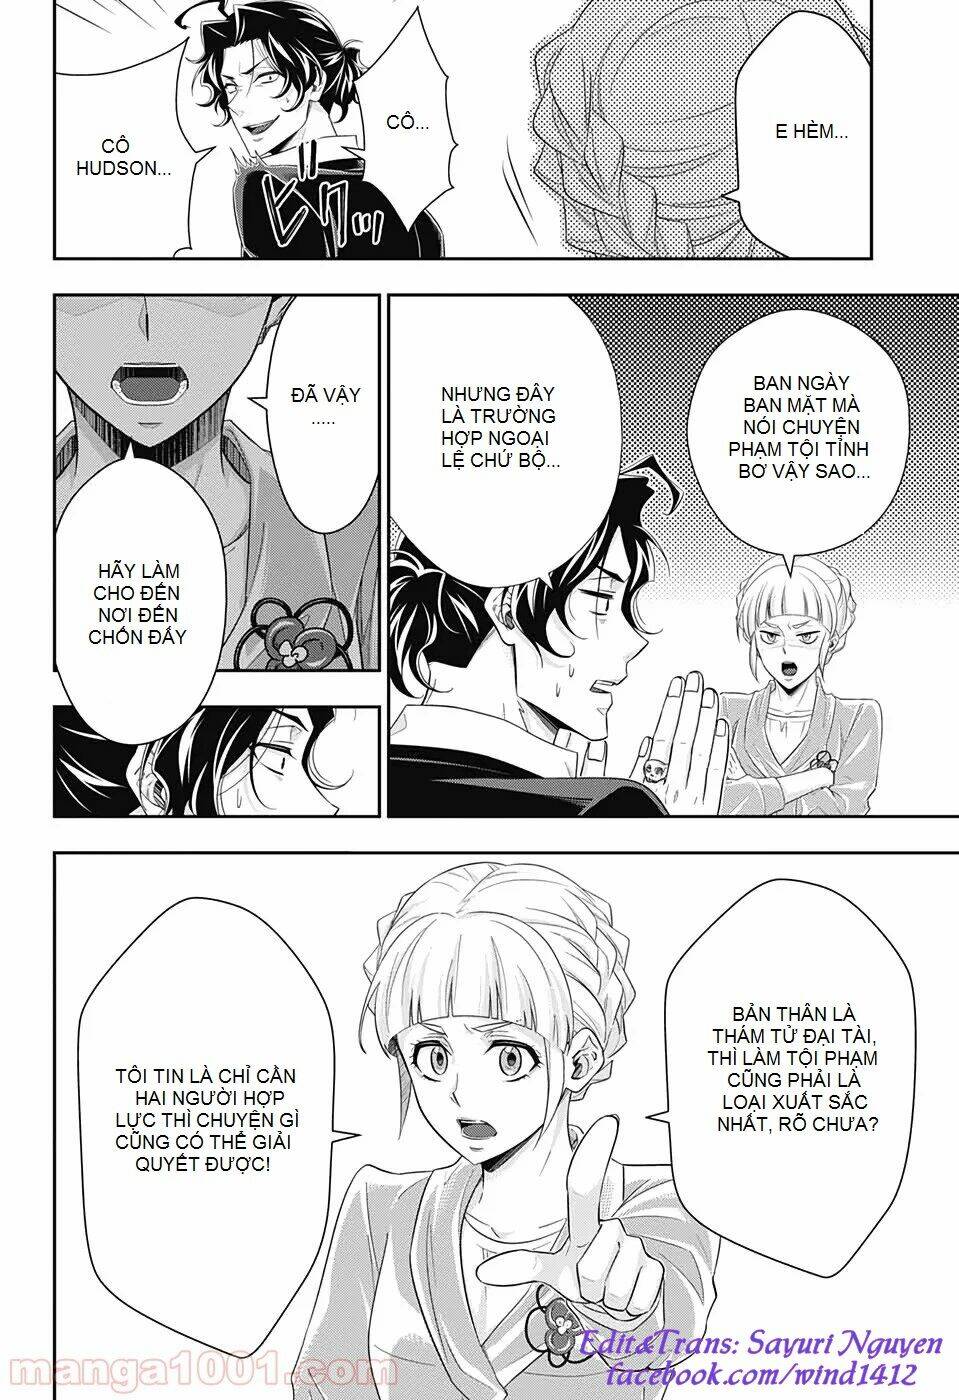 E HÈM...
CÔ...
CÔ
HUDSON...
ビクッ
BAN NGÀY
BAN MẶT MÀ
NÓI CHUYỆN
PHẠM TỘI TỈNH
BƠ VẬY SAO...
NHƯNG ĐÂY
LÀ TRƯỜNG
HỢP NGOẠI
LỆ CHỨ BỘ...
ĐÃ VẬY
.....
HÃY LÀM
CHO ĐẾN
NƠI ĐẾN
CHỐN ĐẤY
BẢN THÂN LÀ
THÁM TỬ ĐẠI TÀI,
THÌ LÀM TỘI PHẠM
CŨNG PHẢI LÀ
LOẠI XUẤT SẮC
NHẤT, RÕ CHƯA?
TÔI TIN LÀ CHỈ CẦN
HAI NGƯỜI HỢP
LỰC THÌ CHUYỆN GÌ
CŨNG CÓ THỂ GIẢI
QUYẾT ĐƯỢC!
Edit&Trans: Sayuri Nguyen
facebook.com/wind1412
manga1001.com